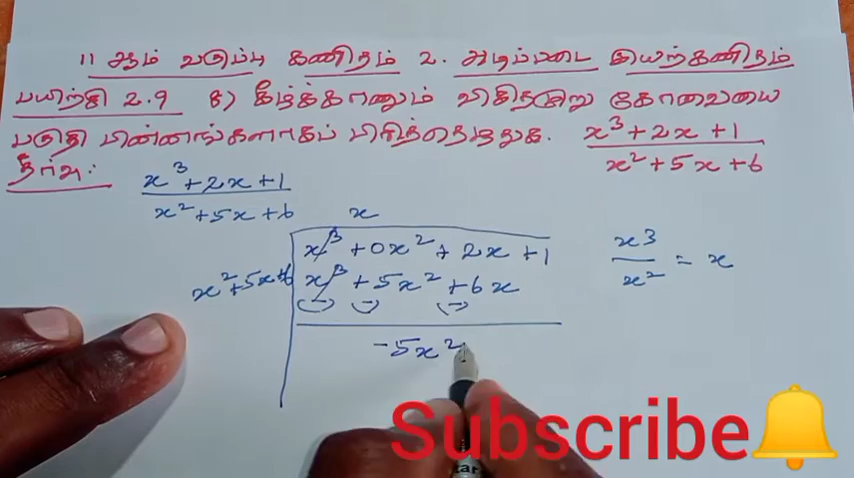 11 ஆம் வகுப்பு கணிதம் 2. அடிப்படை இயற்கணிதம்
பயிற்சி 2.9 8) கீழ்க்காணும் விகிதமுறு கோவையை
பகுதி பின்னங்களாகப் பிரித்தெழுதுக. x³+2x+1 / x²+5x+6
தீர்வு:
x³+2x+1 / x²+5x+6
x
x³ + 0x² + 2x + 1
x³/x² = x
x²+5x+6
x³ + 5x² + 6x
(-) (-) (-)
-5x²
Subscribe